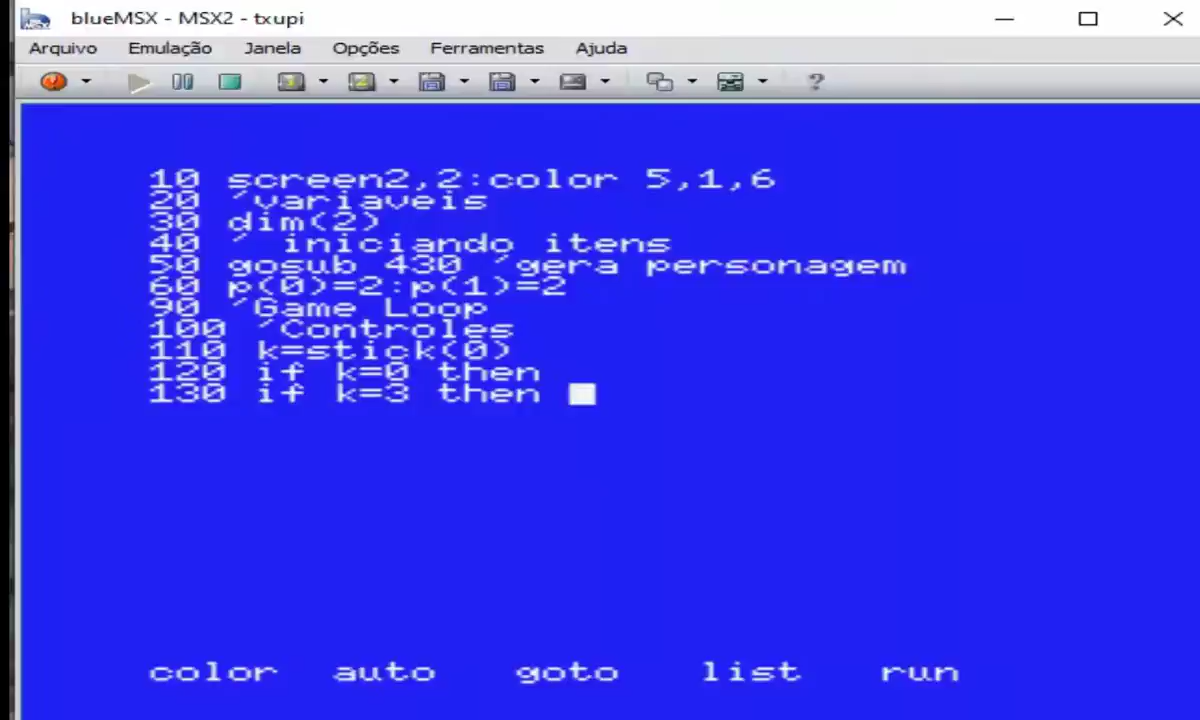 blueMSX - MSX2 - txupi
Arquivo Emulação Janela Opções Ferramentas Ajuda
10 screen2,2:color 5,1,6
20 'variaveis
30 dim(2)
40 ' iniciando itens
50 gosub 430 'gera personagem
60 p(0)=2:p(1)=2
90 'Game Loop
100 'Controles
110 k=stick(0)
120 if k=0 then
130 if k=3 then
color auto goto list run